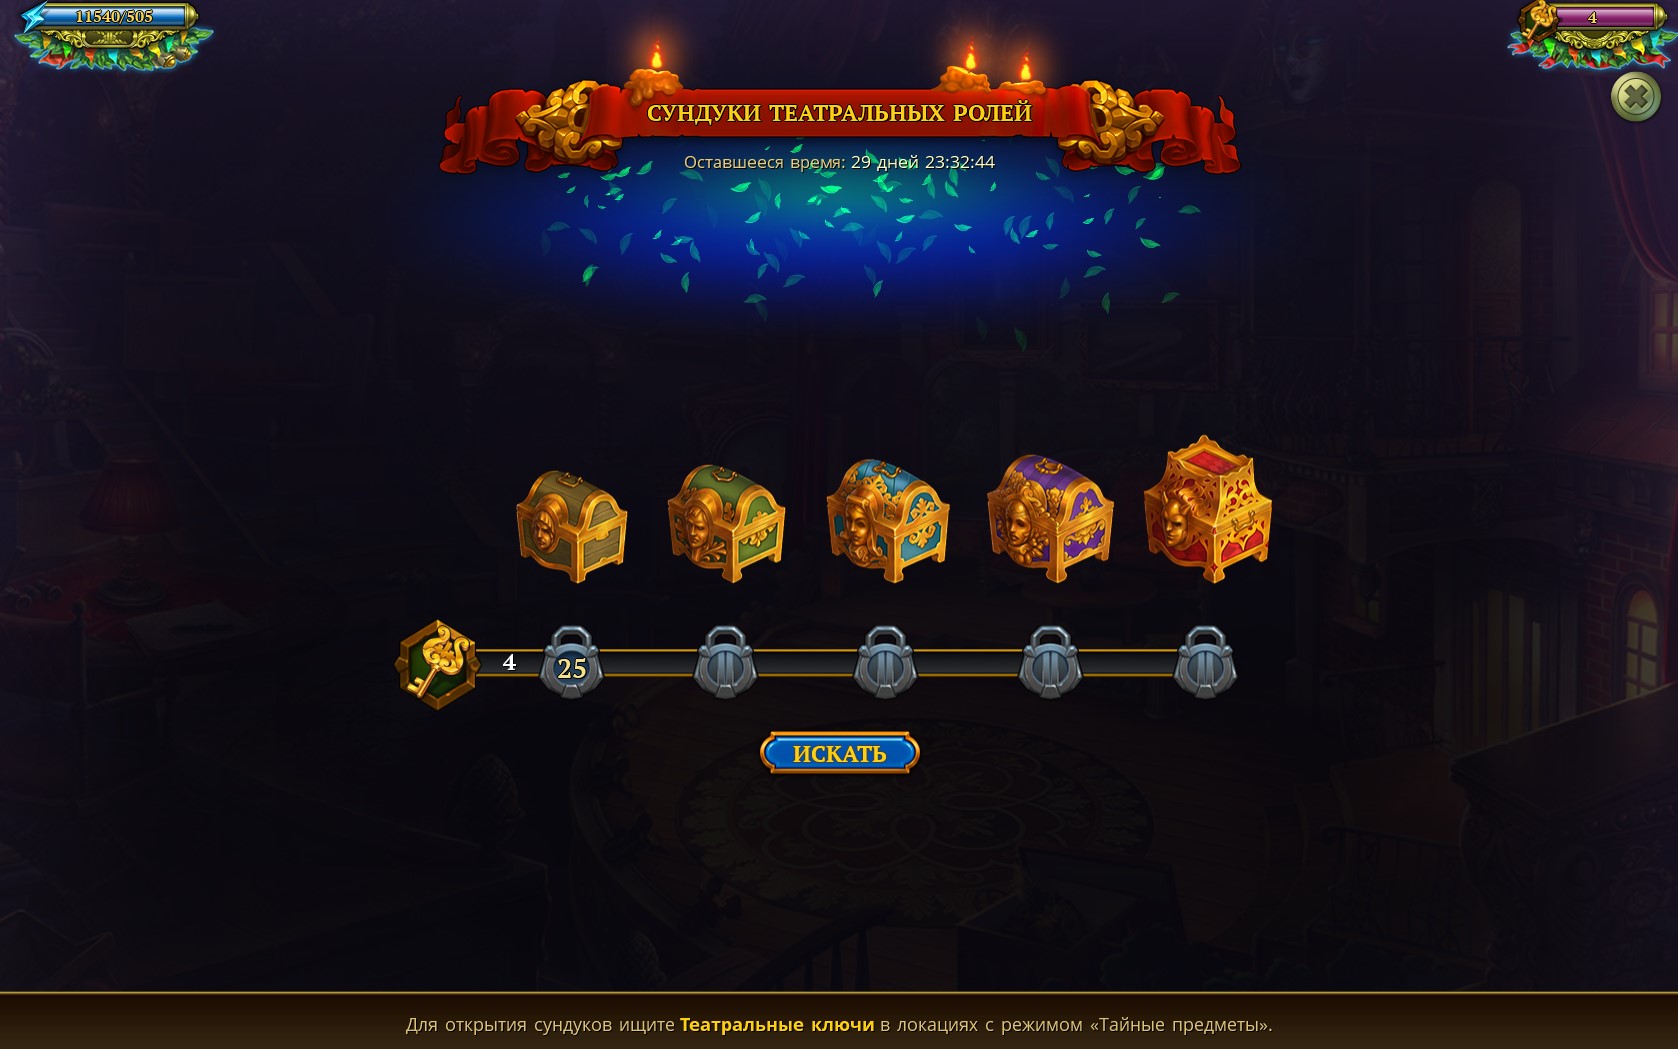 11540/505
4
СУНДУКИ ТЕАТРАЛЬНЫХ РОЛЕЙ
Оставшееся время: 29 дней 23:32:44
4
25
ИСКАТЬ
Для открытия сундуков ищите Театральные ключи в локациях с режимом «Тайные предметы».